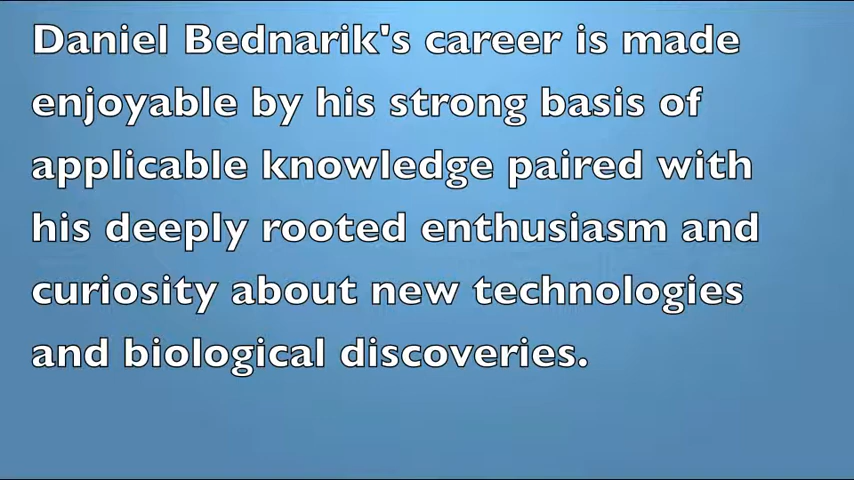 Daniel Bednarik's career is made
enjoyable by his strong basis of
applicable knowledge paired with
his deeply rooted enthusiasm and
curiosity about new technologies
and biological discoveries.